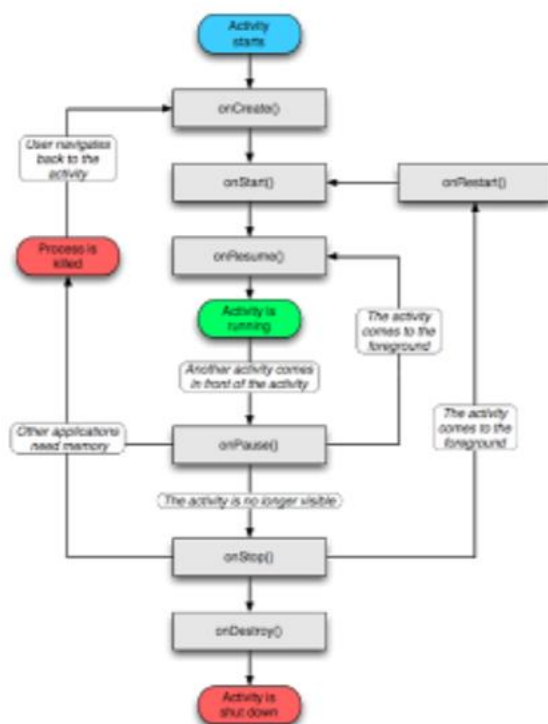 Activity
starts
onCreate()
User navigates
back to the
activity
onStart()
onRestart()
Process is
killed
onResume()
Activity is
running
The activity
comes to the
foreground
Another activity comes
in front of the activity
Other applications
need memory
onPause()
The activity
comes to the
foreground
The activity is no longer visible
onStop()
onDestroy()
Activity is
shut down